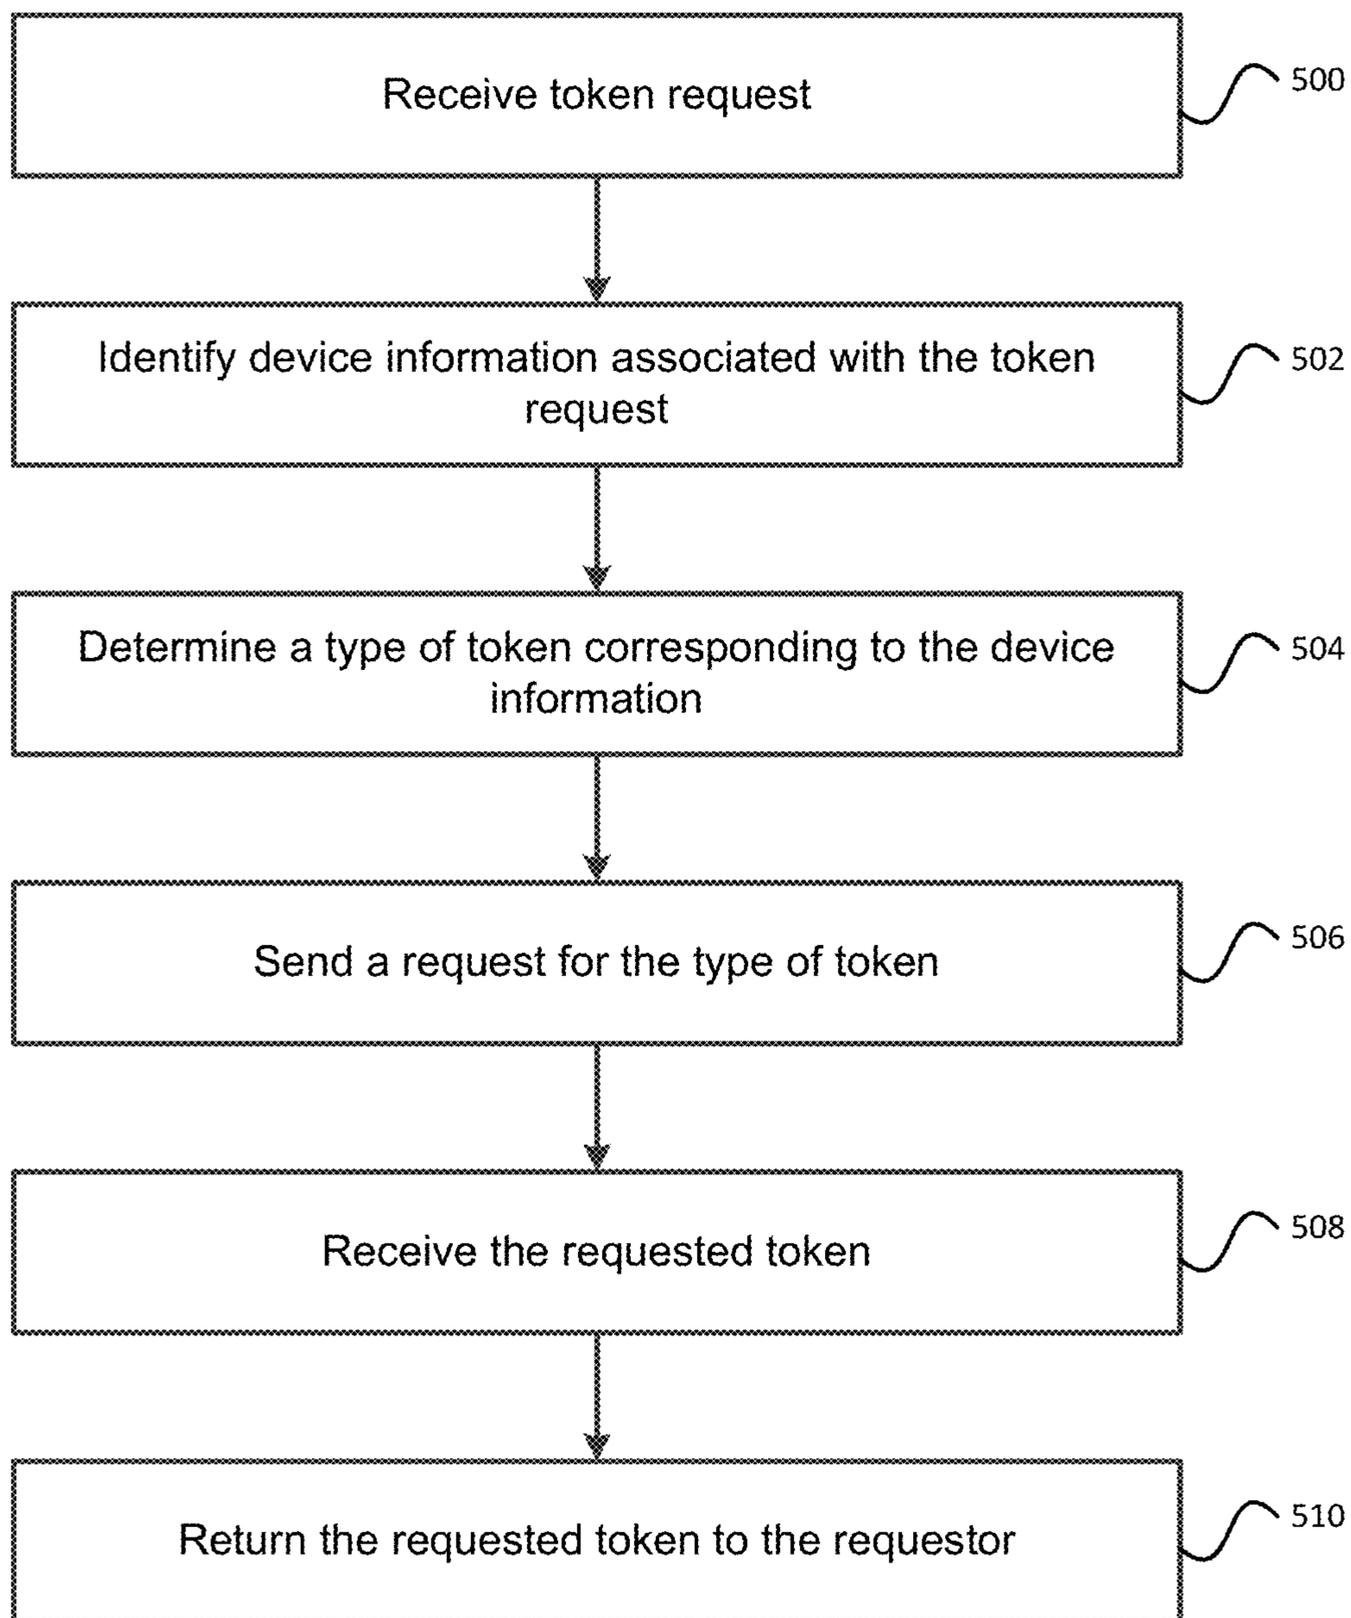 Receive token request
500
Identify device information associated with the token
request
502
Determine a type of token corresponding to the device
information
504
Send a request for the type of token
506
Receive the requested token
508
Return the requested token to the requestor
510